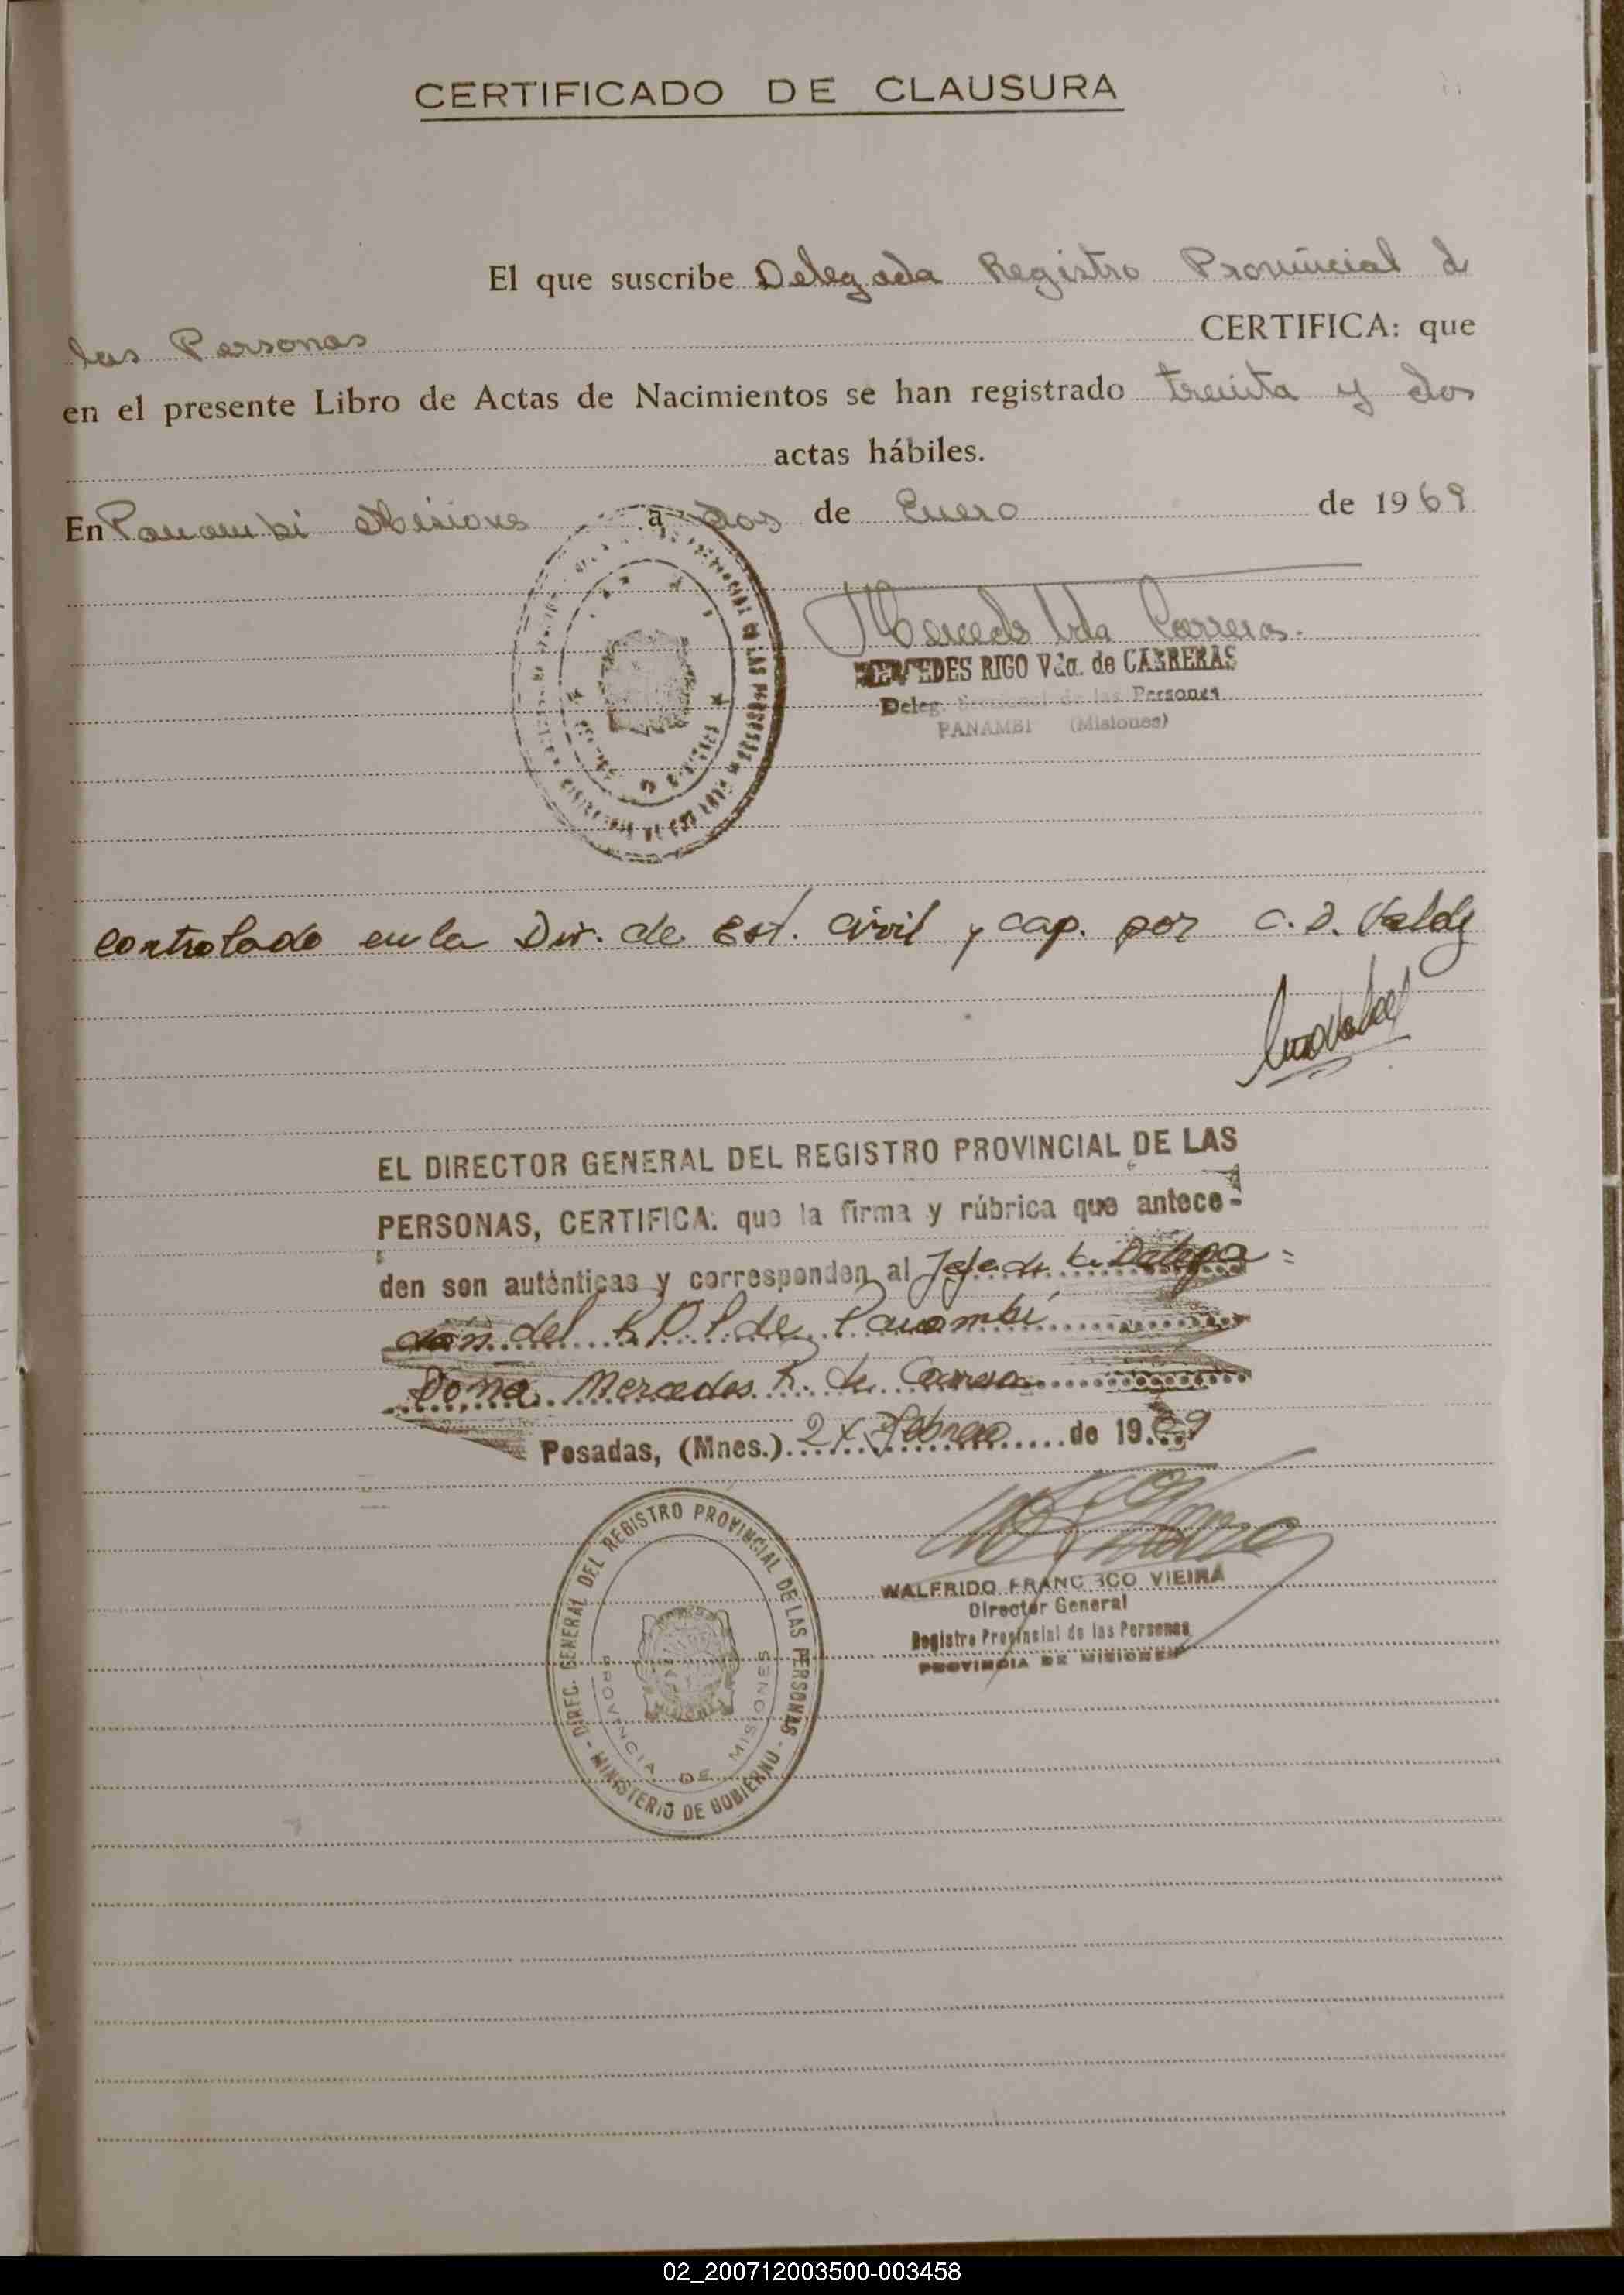 CERTIFICADO DE CLAUSURA
El que suscribe Delegada Registro Provincial d
las Personas CERTIFICA: que
en el presente Libro de Actas de Nacimientos se han registrado treinta y dos
actas hábiles.
En Panambi Misiones a dos de Enero de 1969
Mercedes Vda Carreras.
MERCEDES RIGO Vda. de CARRERAS
Deleg. Seccional de las Personas
PANAMBI (Misiones)
controlado en la Dir. de Est. Civil y cap. por C. D. Valdez
EL DIRECTOR GENERAL DEL REGISTRO PROVINCIAL DE LAS
PERSONAS, CERTIFICA: que la firma y rúbrica que antece-
den son auténticas y corresponden al Jefe de la Delega=
ción del R.P.P. de Panambí
Doña Mercedes R. de Carrera
Posadas, (Mnes.) Febrero de 1969
WALFRIDO FRANCISCO VIEIRA
Director General
Registro Provincial de las Personas
PROVINCIA DE MISIONES
DIREC. GENERAL DEL REGISTRO PROVINCIAL DE LAS PERSONAS - MINISTERIO DE GOBIERNO -
PROVINCIA DE MISIONES
02_200712003500-003458